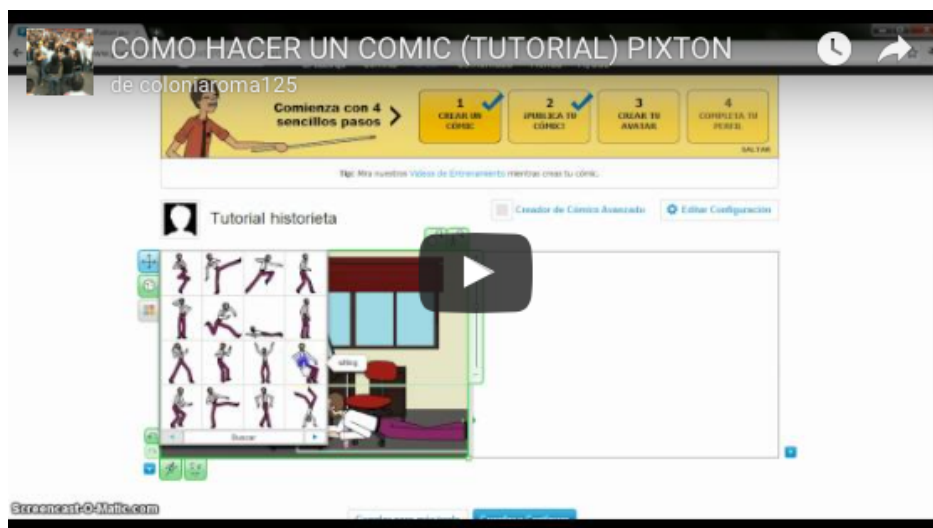 COMO HACER UN COMIC (TUTORIAL) PIXTON
de coloniaroma125
Comienza con 4
sencillos pasos
1
CREAR UN
CÓMIC
2
¡PUBLICA TU
CÓMIC!
3
CREAR TU
AVATAR
4
COMPLETA TU
PERFIL
SALTAR
Tip: Mira nuestros Videos de Entrenamiento mientras creas tu cómic.
Tutorial historieta
Creador de Cómics Avanzado
Editar Configuración
sitting
Buscar
Screencast-O-Matic.com